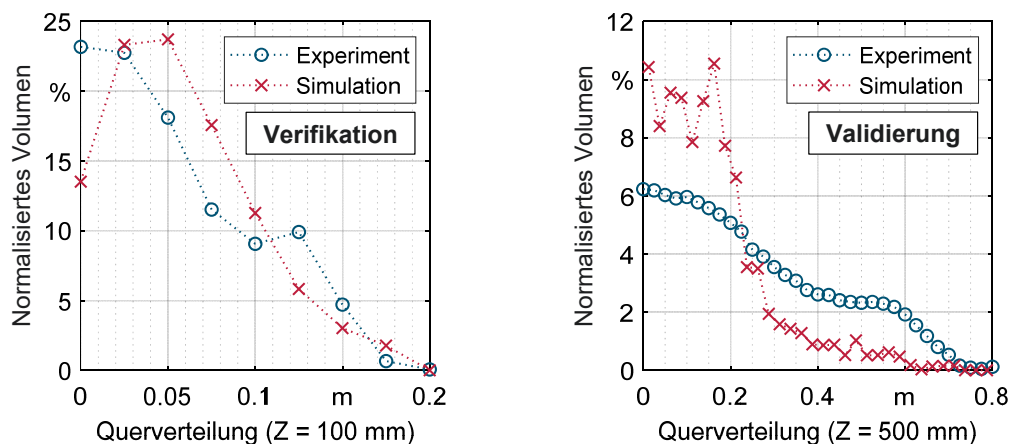 25
%
15
10
5
0
Normalisiertes Volumen
Experiment
Simulation
Verifikation
0 0.05 0.1 m 0.2
Querverteilung (Z = 100 mm)
12
%
8
6
4
2
0
Normalisiertes Volumen
Experiment
Simulation
Validierung
0 0.2 0.4 m 0.8
Querverteilung (Z = 500 mm)